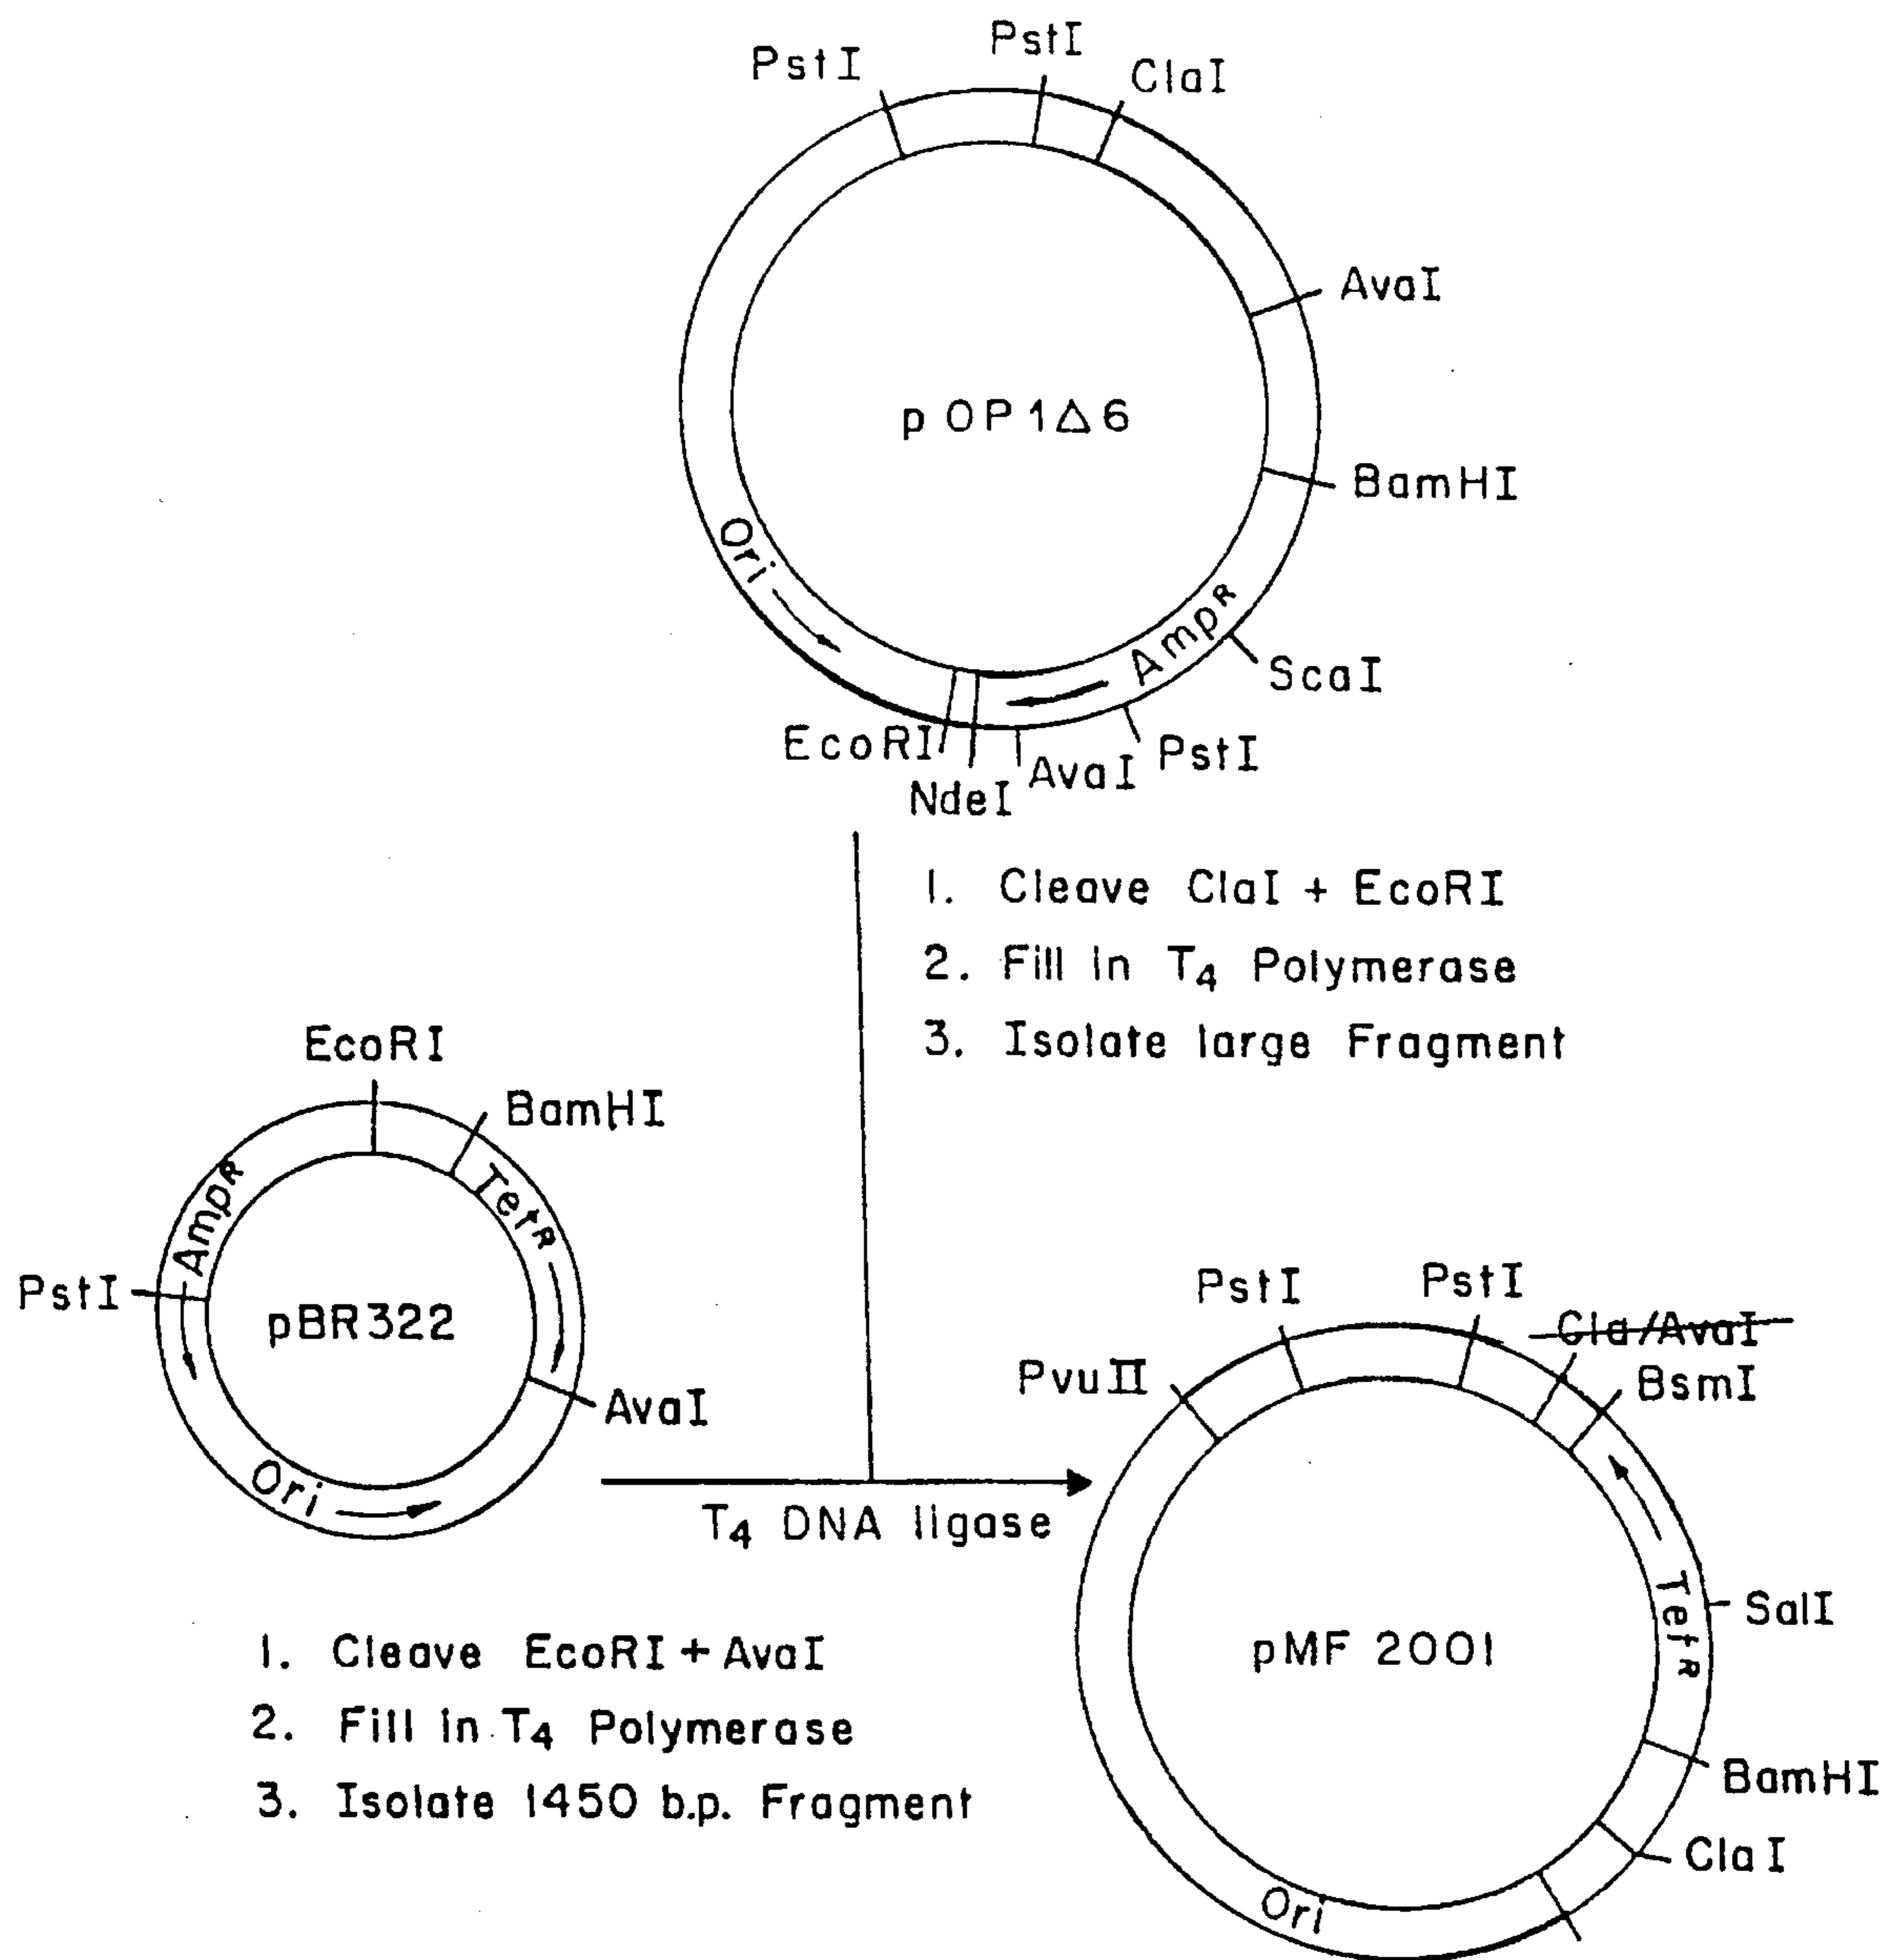 PstI
PstI
ClaI
AvaI
pOP1Δ6
BamHI
Ori
AmpR
ScaI
EcoRI
PstI
AvaI
NdeI
1. Cleave ClaI + EcoRI
2. Fill in T4 Polymerase
3. Isolate large Fragment
EcoRI
BamHI
AmpR
TetR
PstI
pBR322
AvaI
Ori
T4 DNA ligase
1. Cleave EcoRI + AvaI
2. Fill in T4 Polymerase
3. Isolate 1450 b.p. Fragment
PstI
PstI
Cla/AvaI
PvuII
BsmI
SalI
TetR
pMF 2001
BamHI
ClaI
Ori